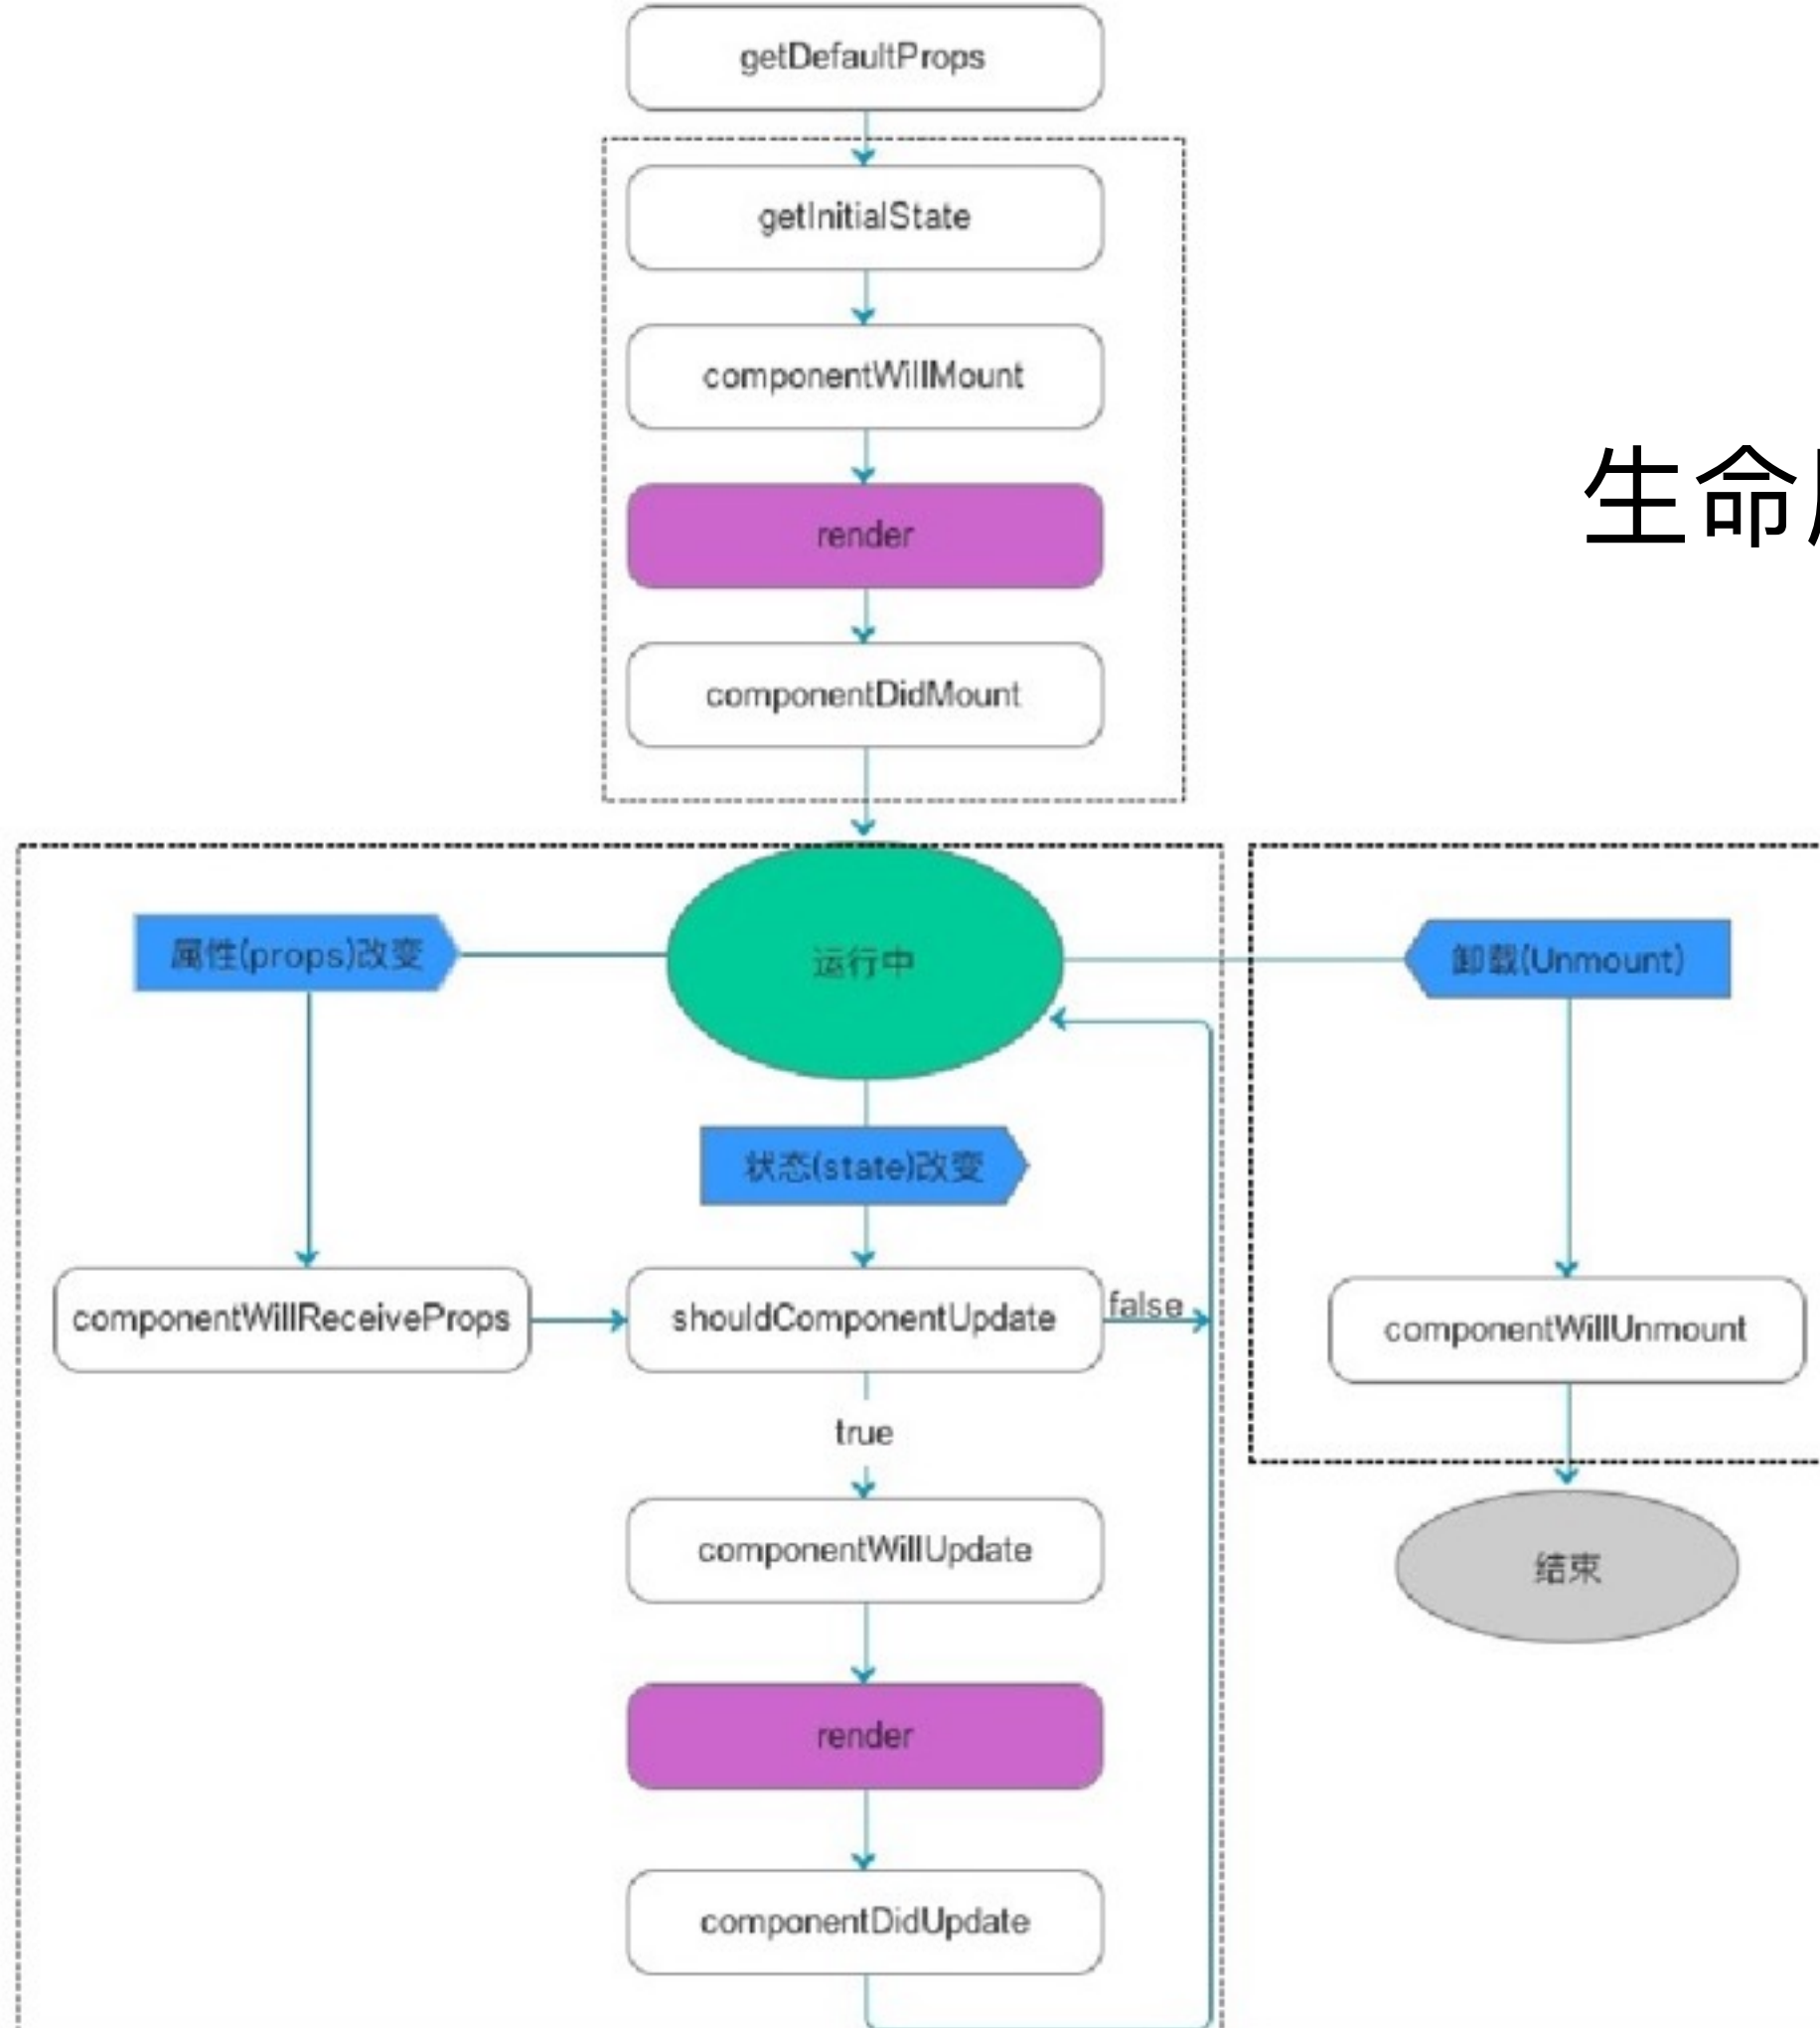 getDefaultProps
getInitialState
componentWillMount
生命
render
componentDidMount
属性(props)改变
运行中
卸载(Unmount)
状态(state)改变
componentWillReceiveProps
shouldComponentUpdate
false
componentWillUnmount
true
componentWillUpdate
结束
render
componentDidUpdate